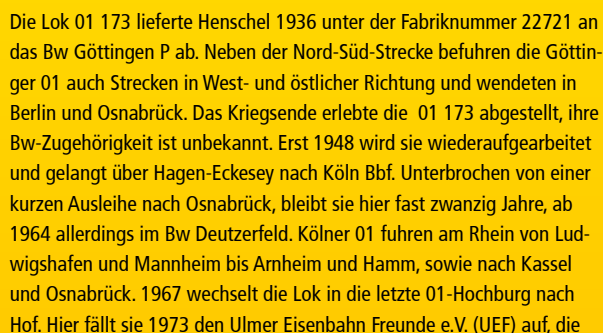 Die Lok 01 173 lieferte Henschel 1936 unter der Fabriknummer 22721 an
das Bw Göttingen P ab. Neben der Nord-Süd-Strecke befuhren die Göttin-
ger 01 auch Strecken in West- und östlicher Richtung und wendeten in
Berlin und Osnabrück. Das Kriegsende erlebte die 01 173 abgestellt, ihre
Bw-Zugehörigkeit ist unbekannt. Erst 1948 wird sie wiederaufgearbeitet
und gelangt über Hagen-Eckesey nach Köln Bbf. Unterbrochen von einer
kurzen Ausleihe nach Osnabrück, bleibt sie hier fast zwanzig Jahre, ab
1964 allerdings im Bw Deutzerfeld. Kölner 01 fuhren am Rhein von Lud-
wigshafen und Mannheim bis Arnheim und Hamm, sowie nach Kassel
und Osnabrück. 1967 wechselt die Lok in die letzte 01-Hochburg nach
Hof. Hier fällt sie 1973 den Ulmer Eisenbahn Freunde e.V. (UEF) auf, die